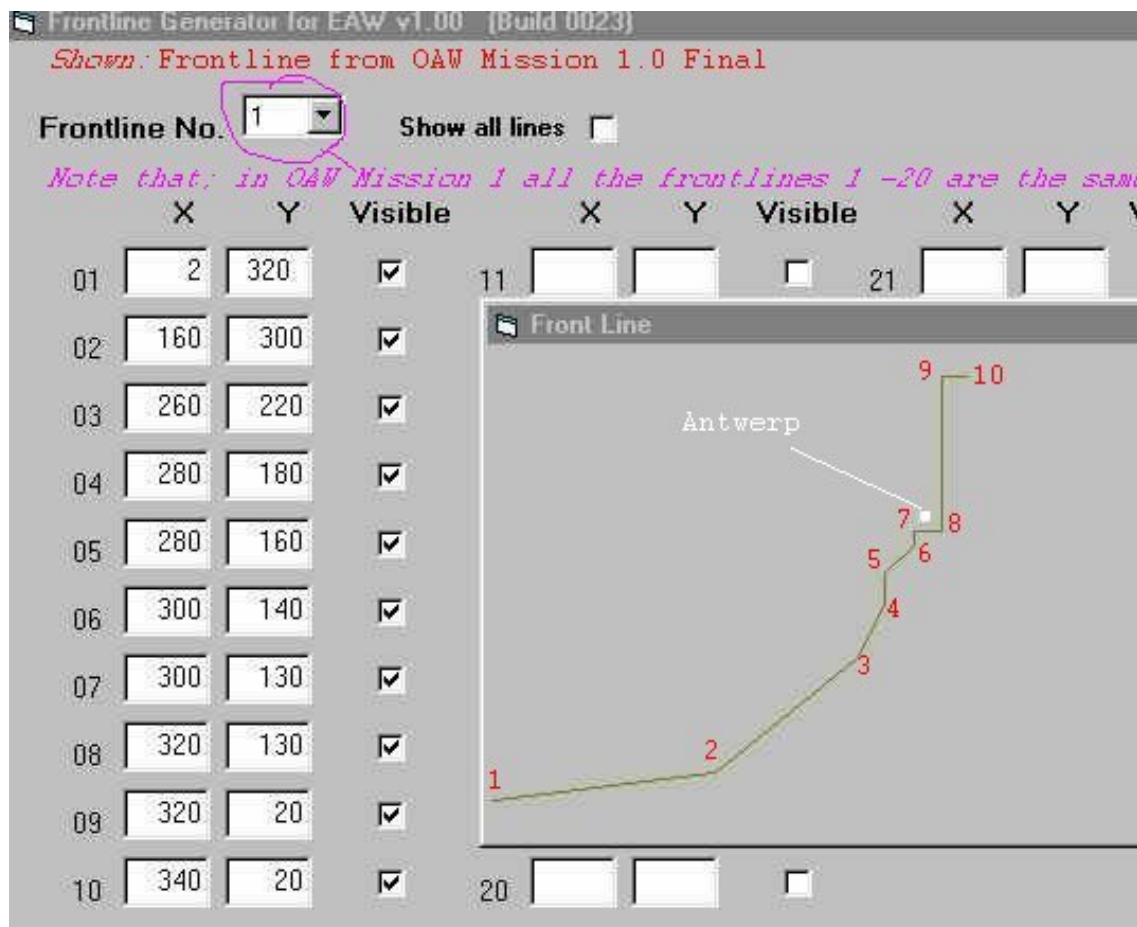 Frontline Generator for EAW v1.00 (Build 0023)
Shown: Frontline from OAW Mission 1.0 Final
Frontline No. 1 Show all lines
Note that; in OAW Mission 1 all the frontlines 1 -20 are the same
X Y Visible X Y Visible X Y V
01 2 320 11 21
02 160 300
03 260 220
04 280 180
05 280 160
06 300 140
07 300 130
08 320 130
09 320 20
10 340 20 20
Front Line
9 10
Antwerp
7 8
5 6
4
3
2
1